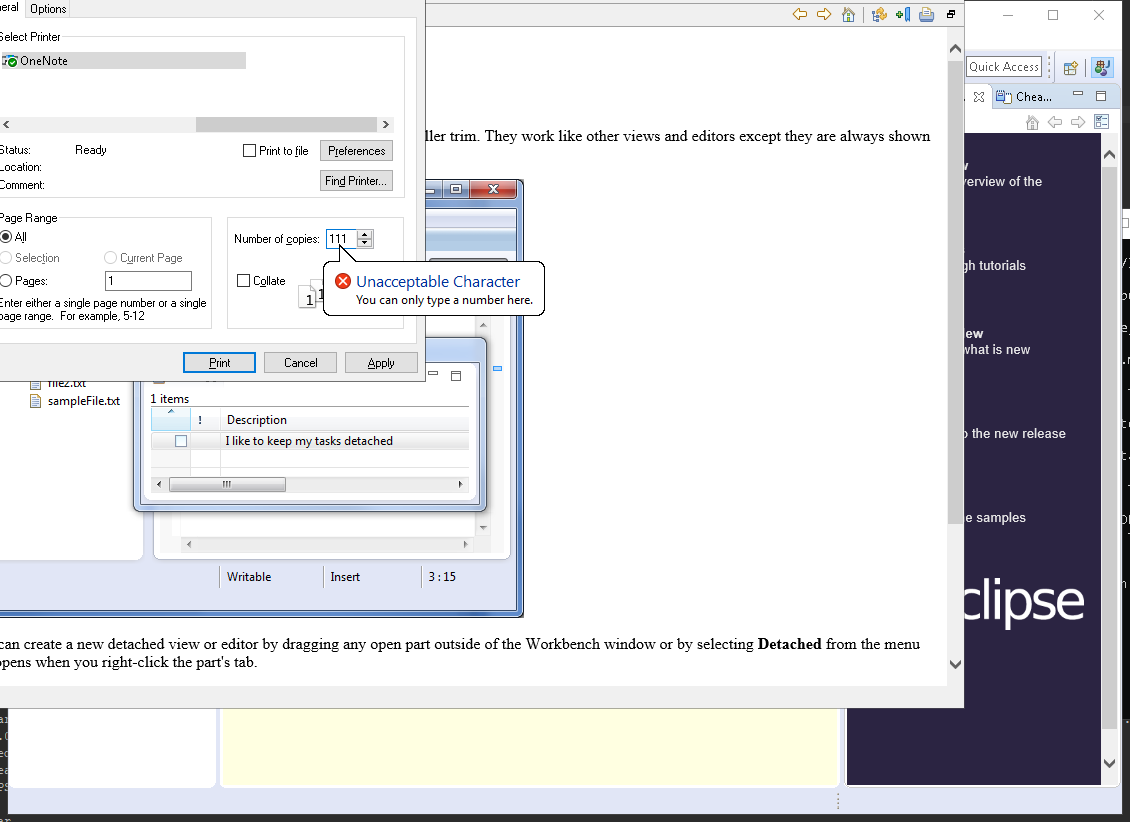 Options
Select Printer
OneNote
Status: Ready
Location:
Comment:
Print to file
Preferences
Find Printer...
Page Range
All
Selection
Current Page
Pages: 1
Enter either a single page number or a single
page range. For example, 5-12
Number of copies: 111
Collate
1
1
Unacceptable Character
You can only type a number here.
Print
Cancel
Apply
ller trim. They work like other views and editors except they are always shown
file2.txt
sampleFile.txt
1 items
! Description
I like to keep my tasks detached
Writable
Insert
3 : 15
can create a new detached view or editor by dragging any open part outside of the Workbench window or by selecting Detached from the menu
opens when you right-click the part's tab.
Quick Access
Chea...
verview of the
gh tutorials
what is new
o the new release
e samples
clipse